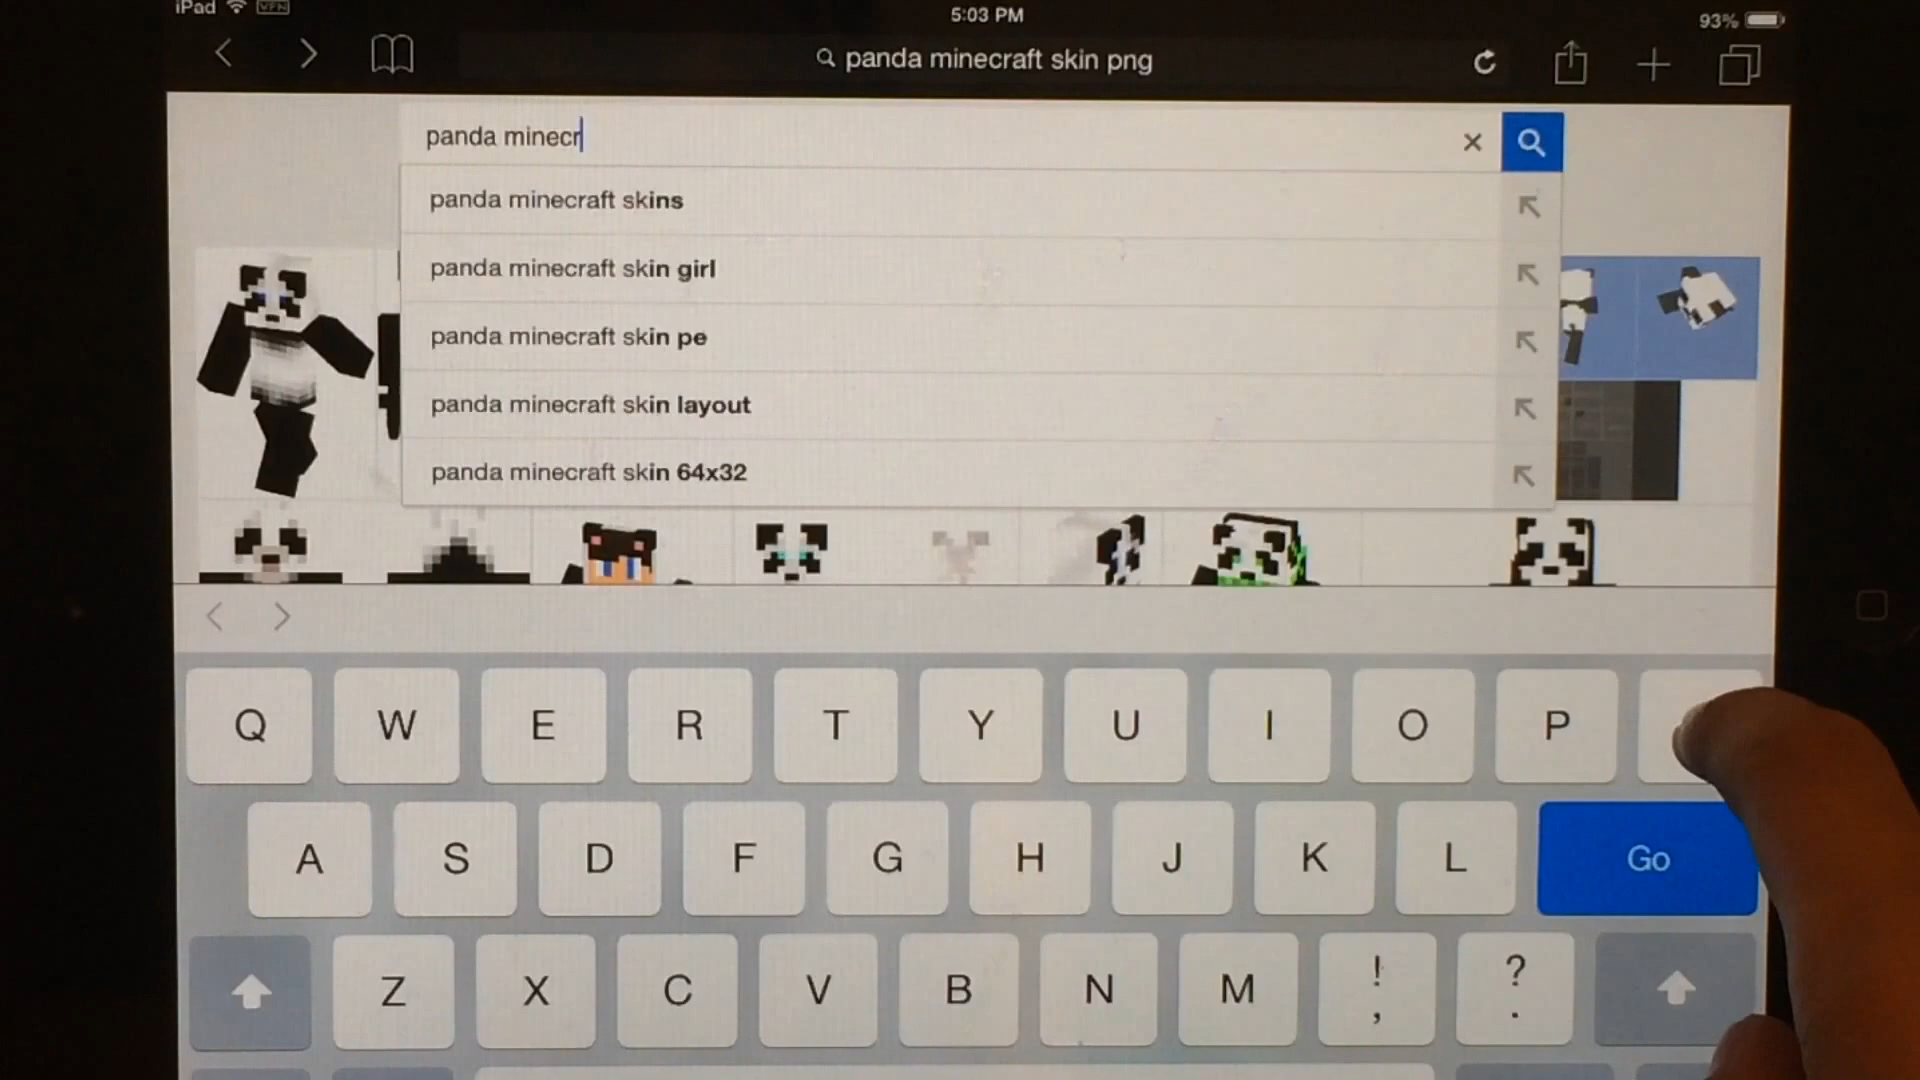 iPad VPN 5:03 PM 93%
panda minecraft skin png
panda minecr
panda minecraft skins
panda minecraft skin girl
panda minecraft skin pe
panda minecraft skin layout
panda minecraft skin 64x32
Q W E R T Y U I O P
A S D F G H J K L Go
Z X C V B N M ! , ? .